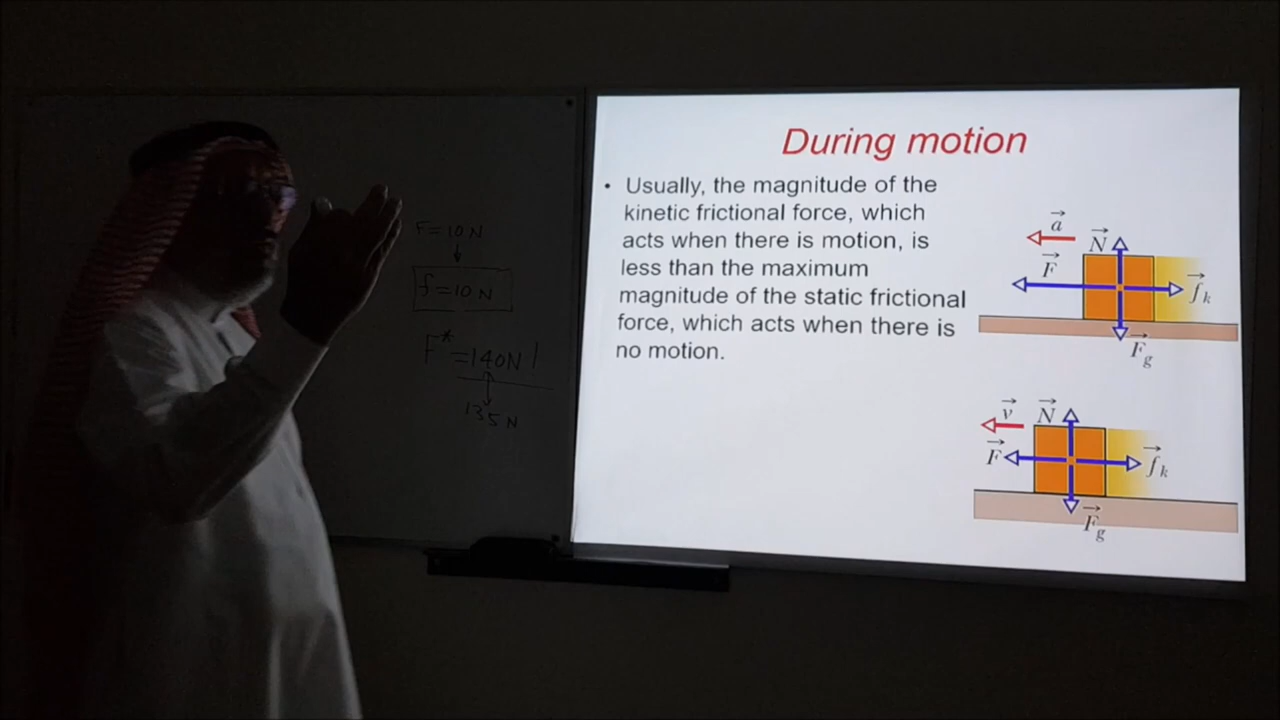 F = 10 N
f = 10 N
F* = 140N
135 N
During motion
• Usually, the magnitude of the
kinetic frictional force, which
acts when there is motion, is
less than the maximum
magnitude of the static frictional
force, which acts when there is
no motion.
a
N
F
fk
Fg
v
N
F
fk
Fg